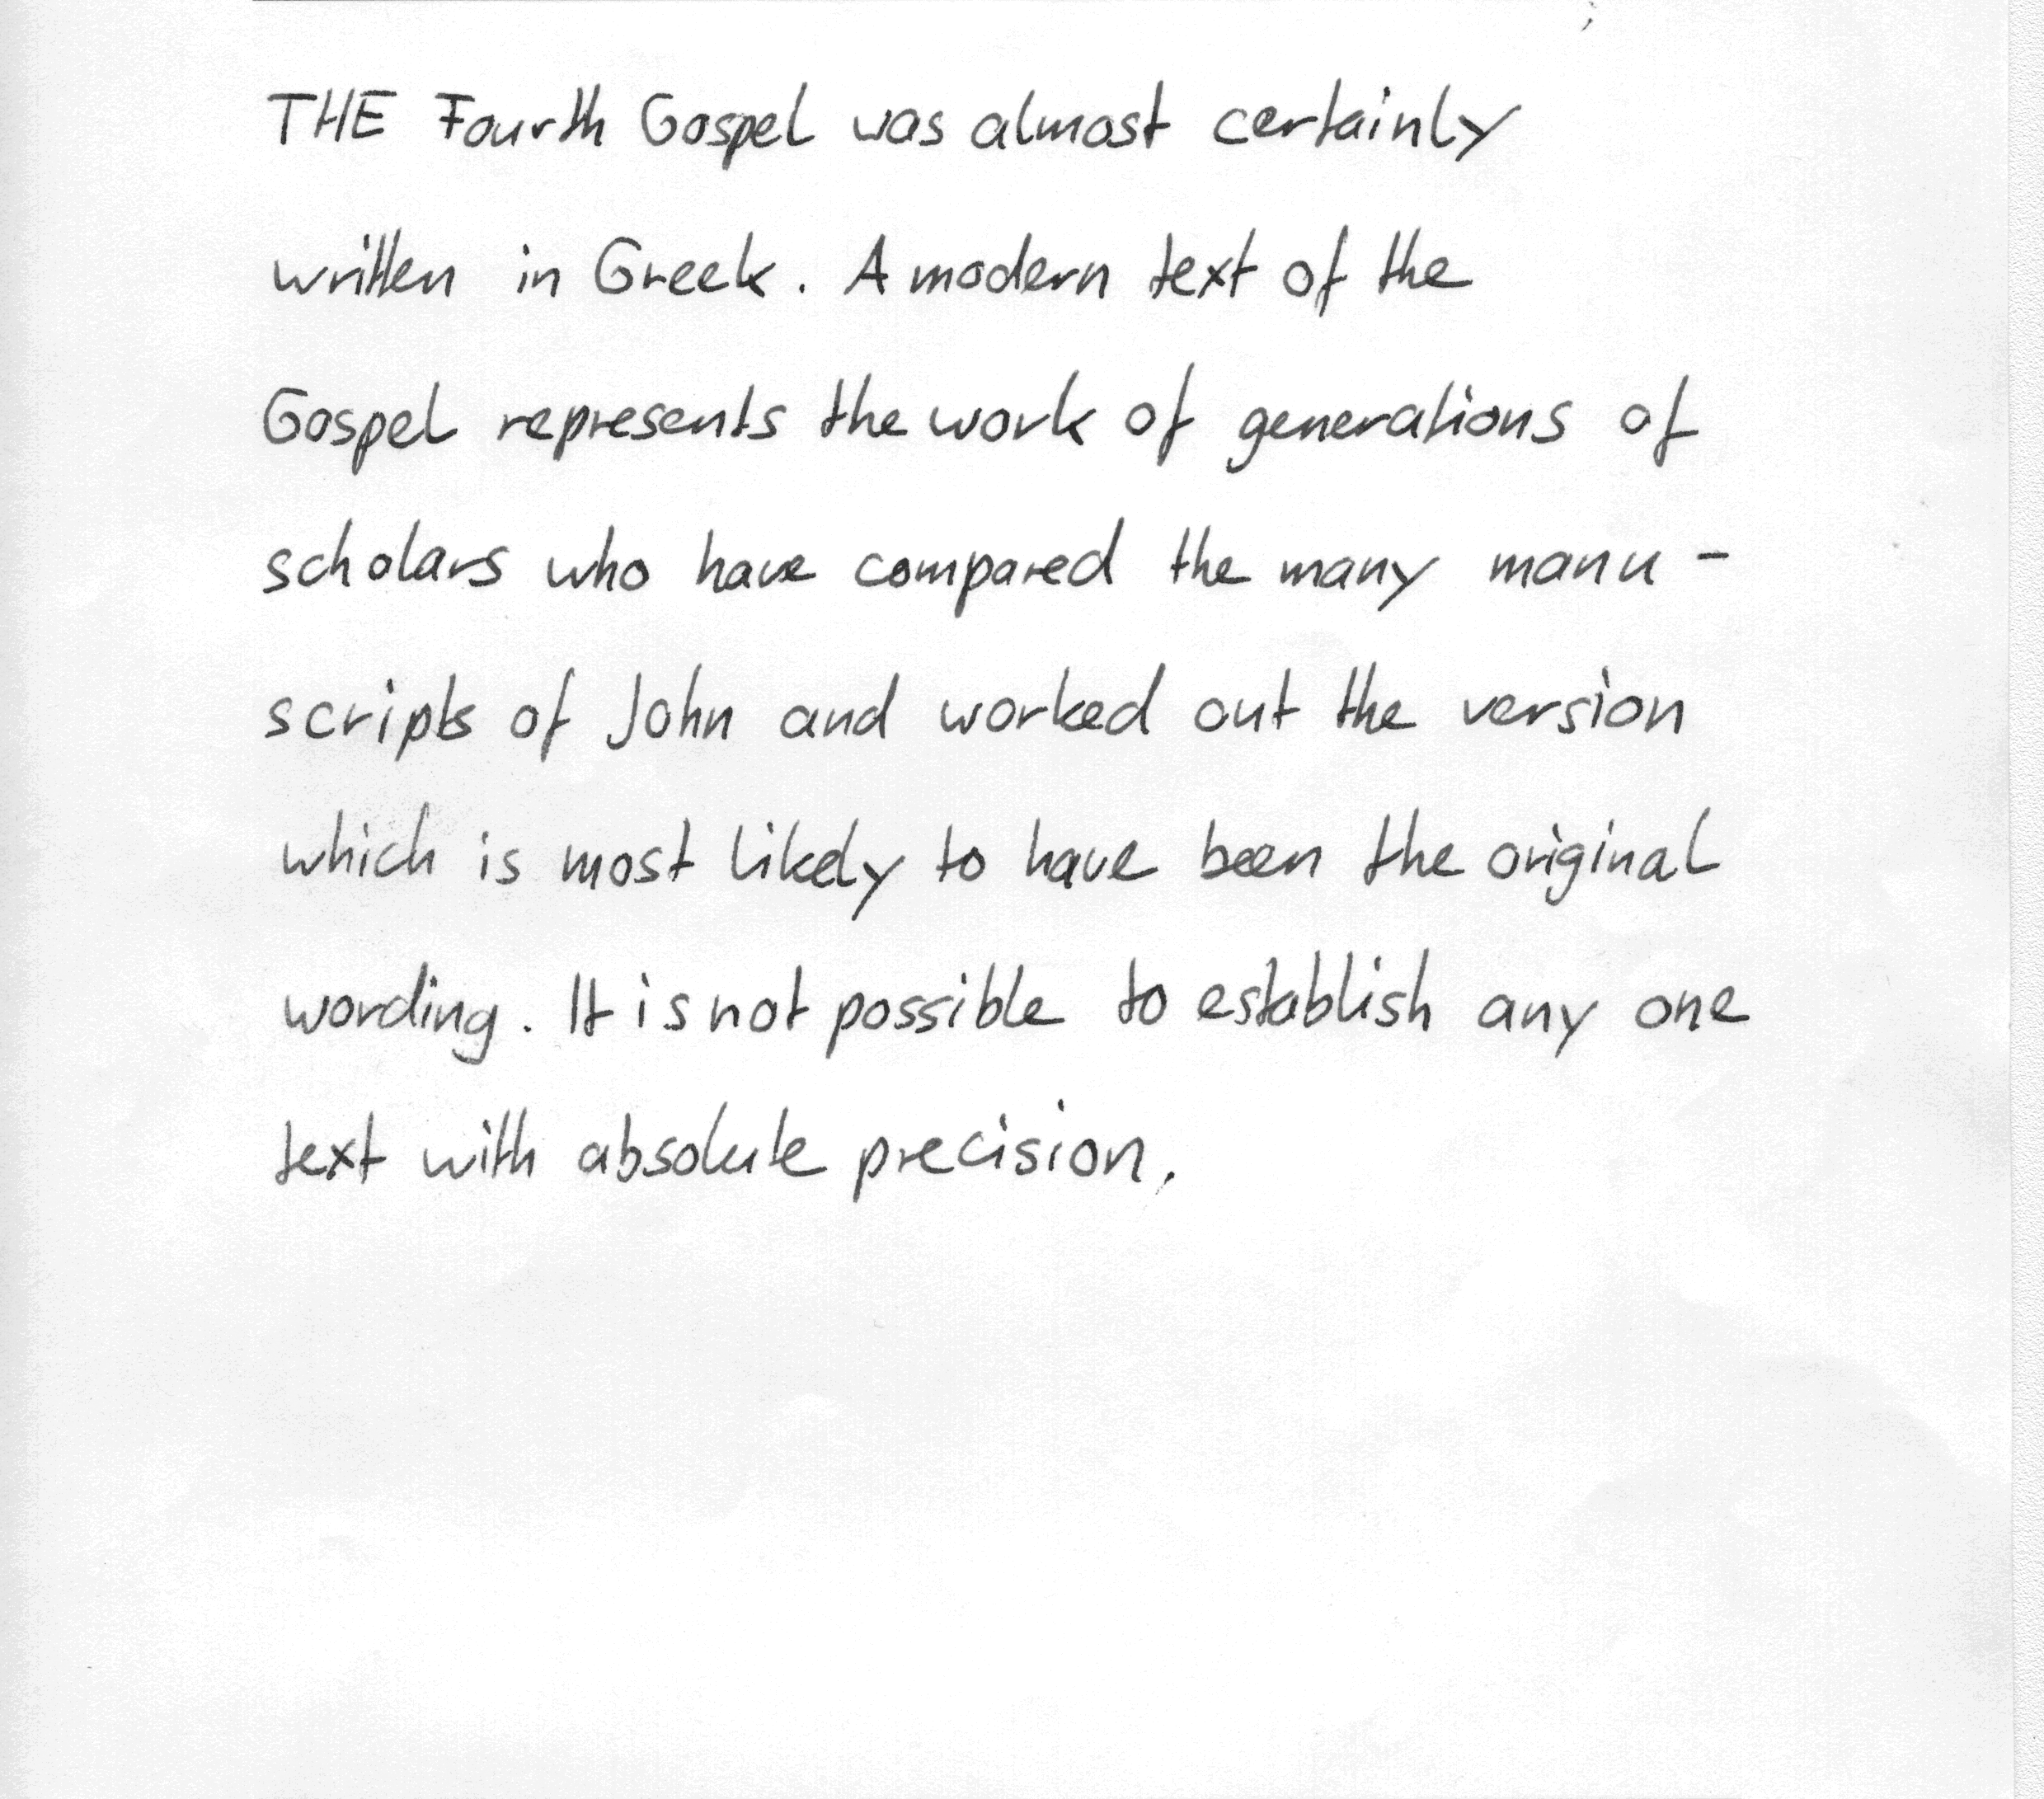 THE Fourth Gospel was almost certainly
written in Greek. A modern text of the
Gospel represents the work of generations of
scholars who have compared the many manu-
scripts of John and worked out the version
which is most likely to have been the original
wording. It is not possible to establish any one
text with absolute precision.